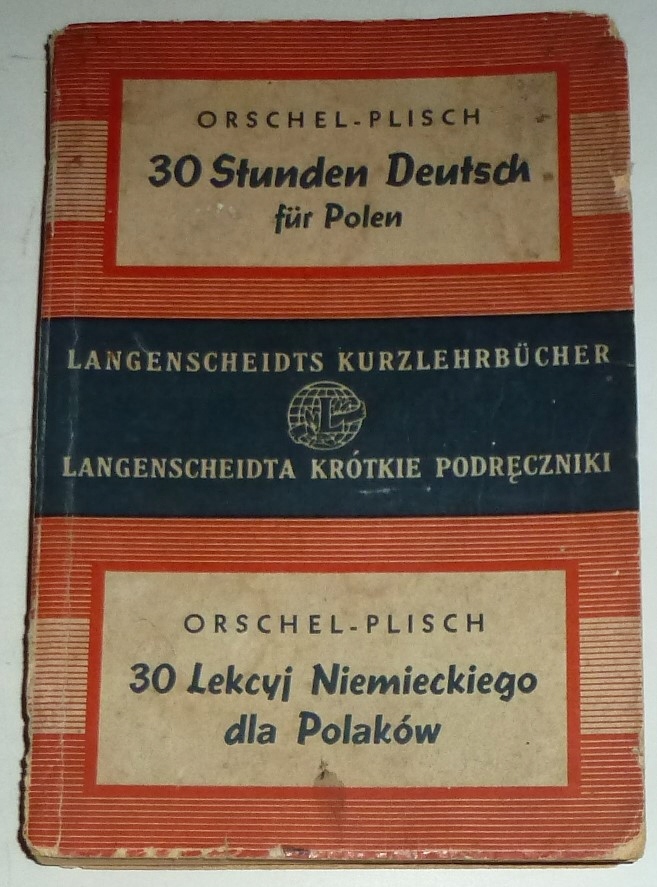 ORSCHEL-PLISCH
30 Stunden Deutsch
für Polen
LANGENSCHEIDTS KURZLEHRBÜCHER
L
LANGENSCHEIDTA KRÓTKIE PODRĘCZNIKI
ORSCHEL-PLISCH
30 Lekcyj Niemieckiego
dla Polaków